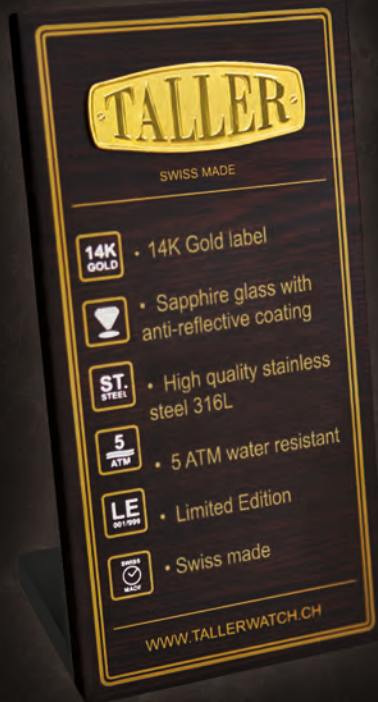 TALLER
SWISS MADE
14K
GOLD
• 14K Gold label
• Sapphire glass with
anti-reflective coating
ST.
STEEL
• High quality stainless
steel 316L
5
ATM
• 5 ATM water resistant
LE
001/999
• Limited Edition
SWISS
MADE
• Swiss made
WWW.TALLERWATCH.CH